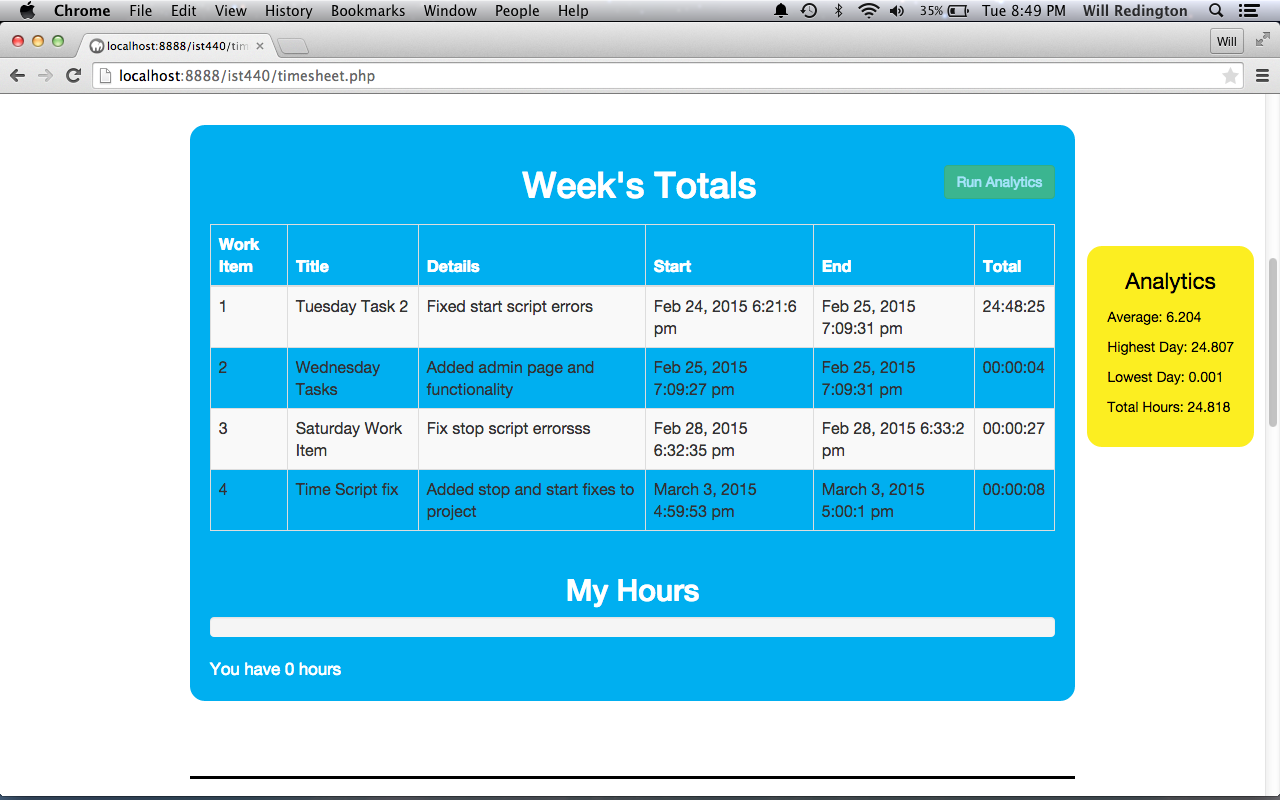 Chrome File Edit View History Bookmarks Window People Help 35% Tue 8:49 PM Will Redington
localhost:8888/ist440/tim
Will
localhost:8888/ist440/timesheet.php
Week's Totals
Run Analytics
Work Item Title Details Start End Total
1 Tuesday Task 2 Fixed start script errors Feb 24, 2015 6:21:6 pm Feb 25, 2015 7:09:31 pm 24:48:25
2 Wednesday Tasks Added admin page and functionality Feb 25, 2015 7:09:27 pm Feb 25, 2015 7:09:31 pm 00:00:04
3 Saturday Work Item Fix stop script errorsss Feb 28, 2015 6:32:35 pm Feb 28, 2015 6:33:2 pm 00:00:27
4 Time Script fix Added stop and start fixes to project March 3, 2015 4:59:53 pm March 3, 2015 5:00:1 pm 00:00:08
My Hours
You have 0 hours
Analytics
Average: 6.204
Highest Day: 24.807
Lowest Day: 0.001
Total Hours: 24.818